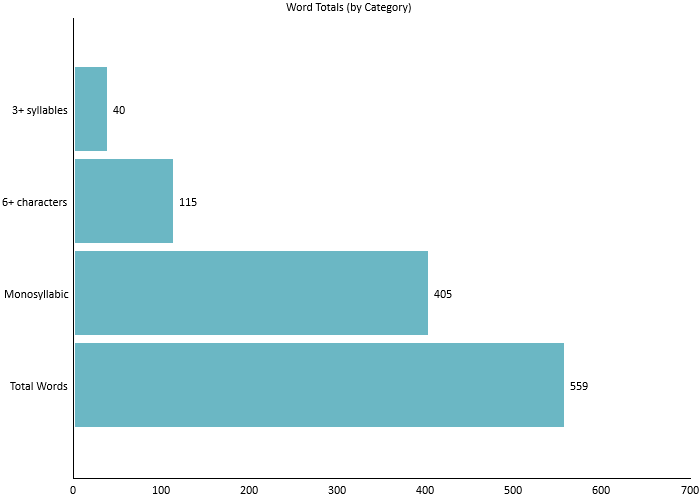 Word Totals (by Category)
3+ syllables 40
6+ characters 115
Monosyllabic 405
Total Words 559
0 100 200 300 400 500 600 700